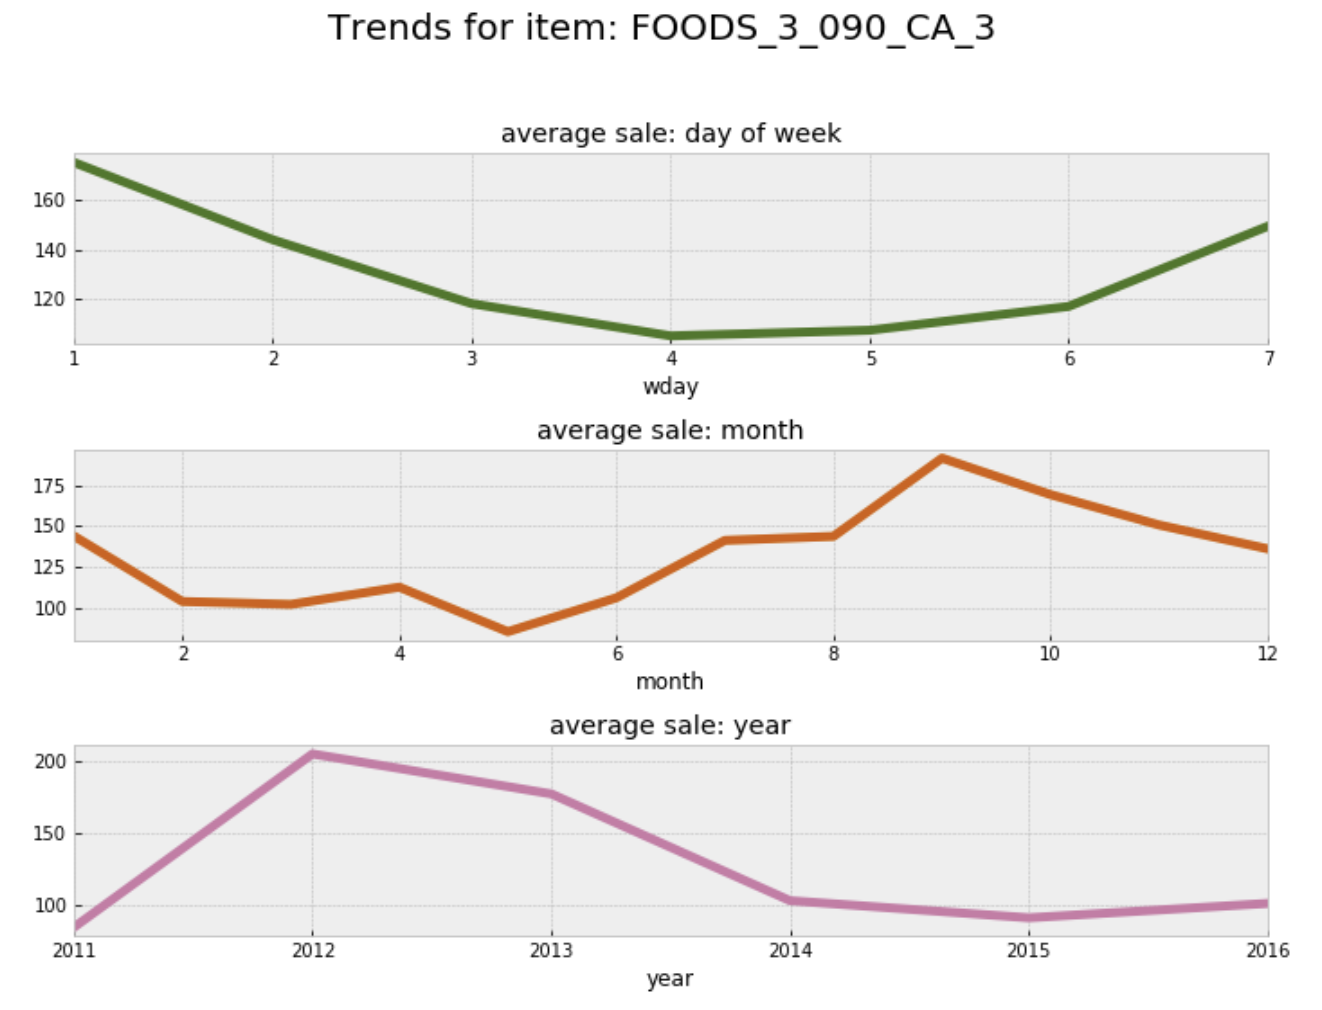 Trends for item: FOODS_3_090_CA_3
average sale: day of week
160
140
120
1 2 3 4 5 6 7
wday
average sale: month
175
150
125
100
2 4 6 8 10 12
month
average sale: year
200
150
100
2011 2012 2013 2014 2015 2016
year